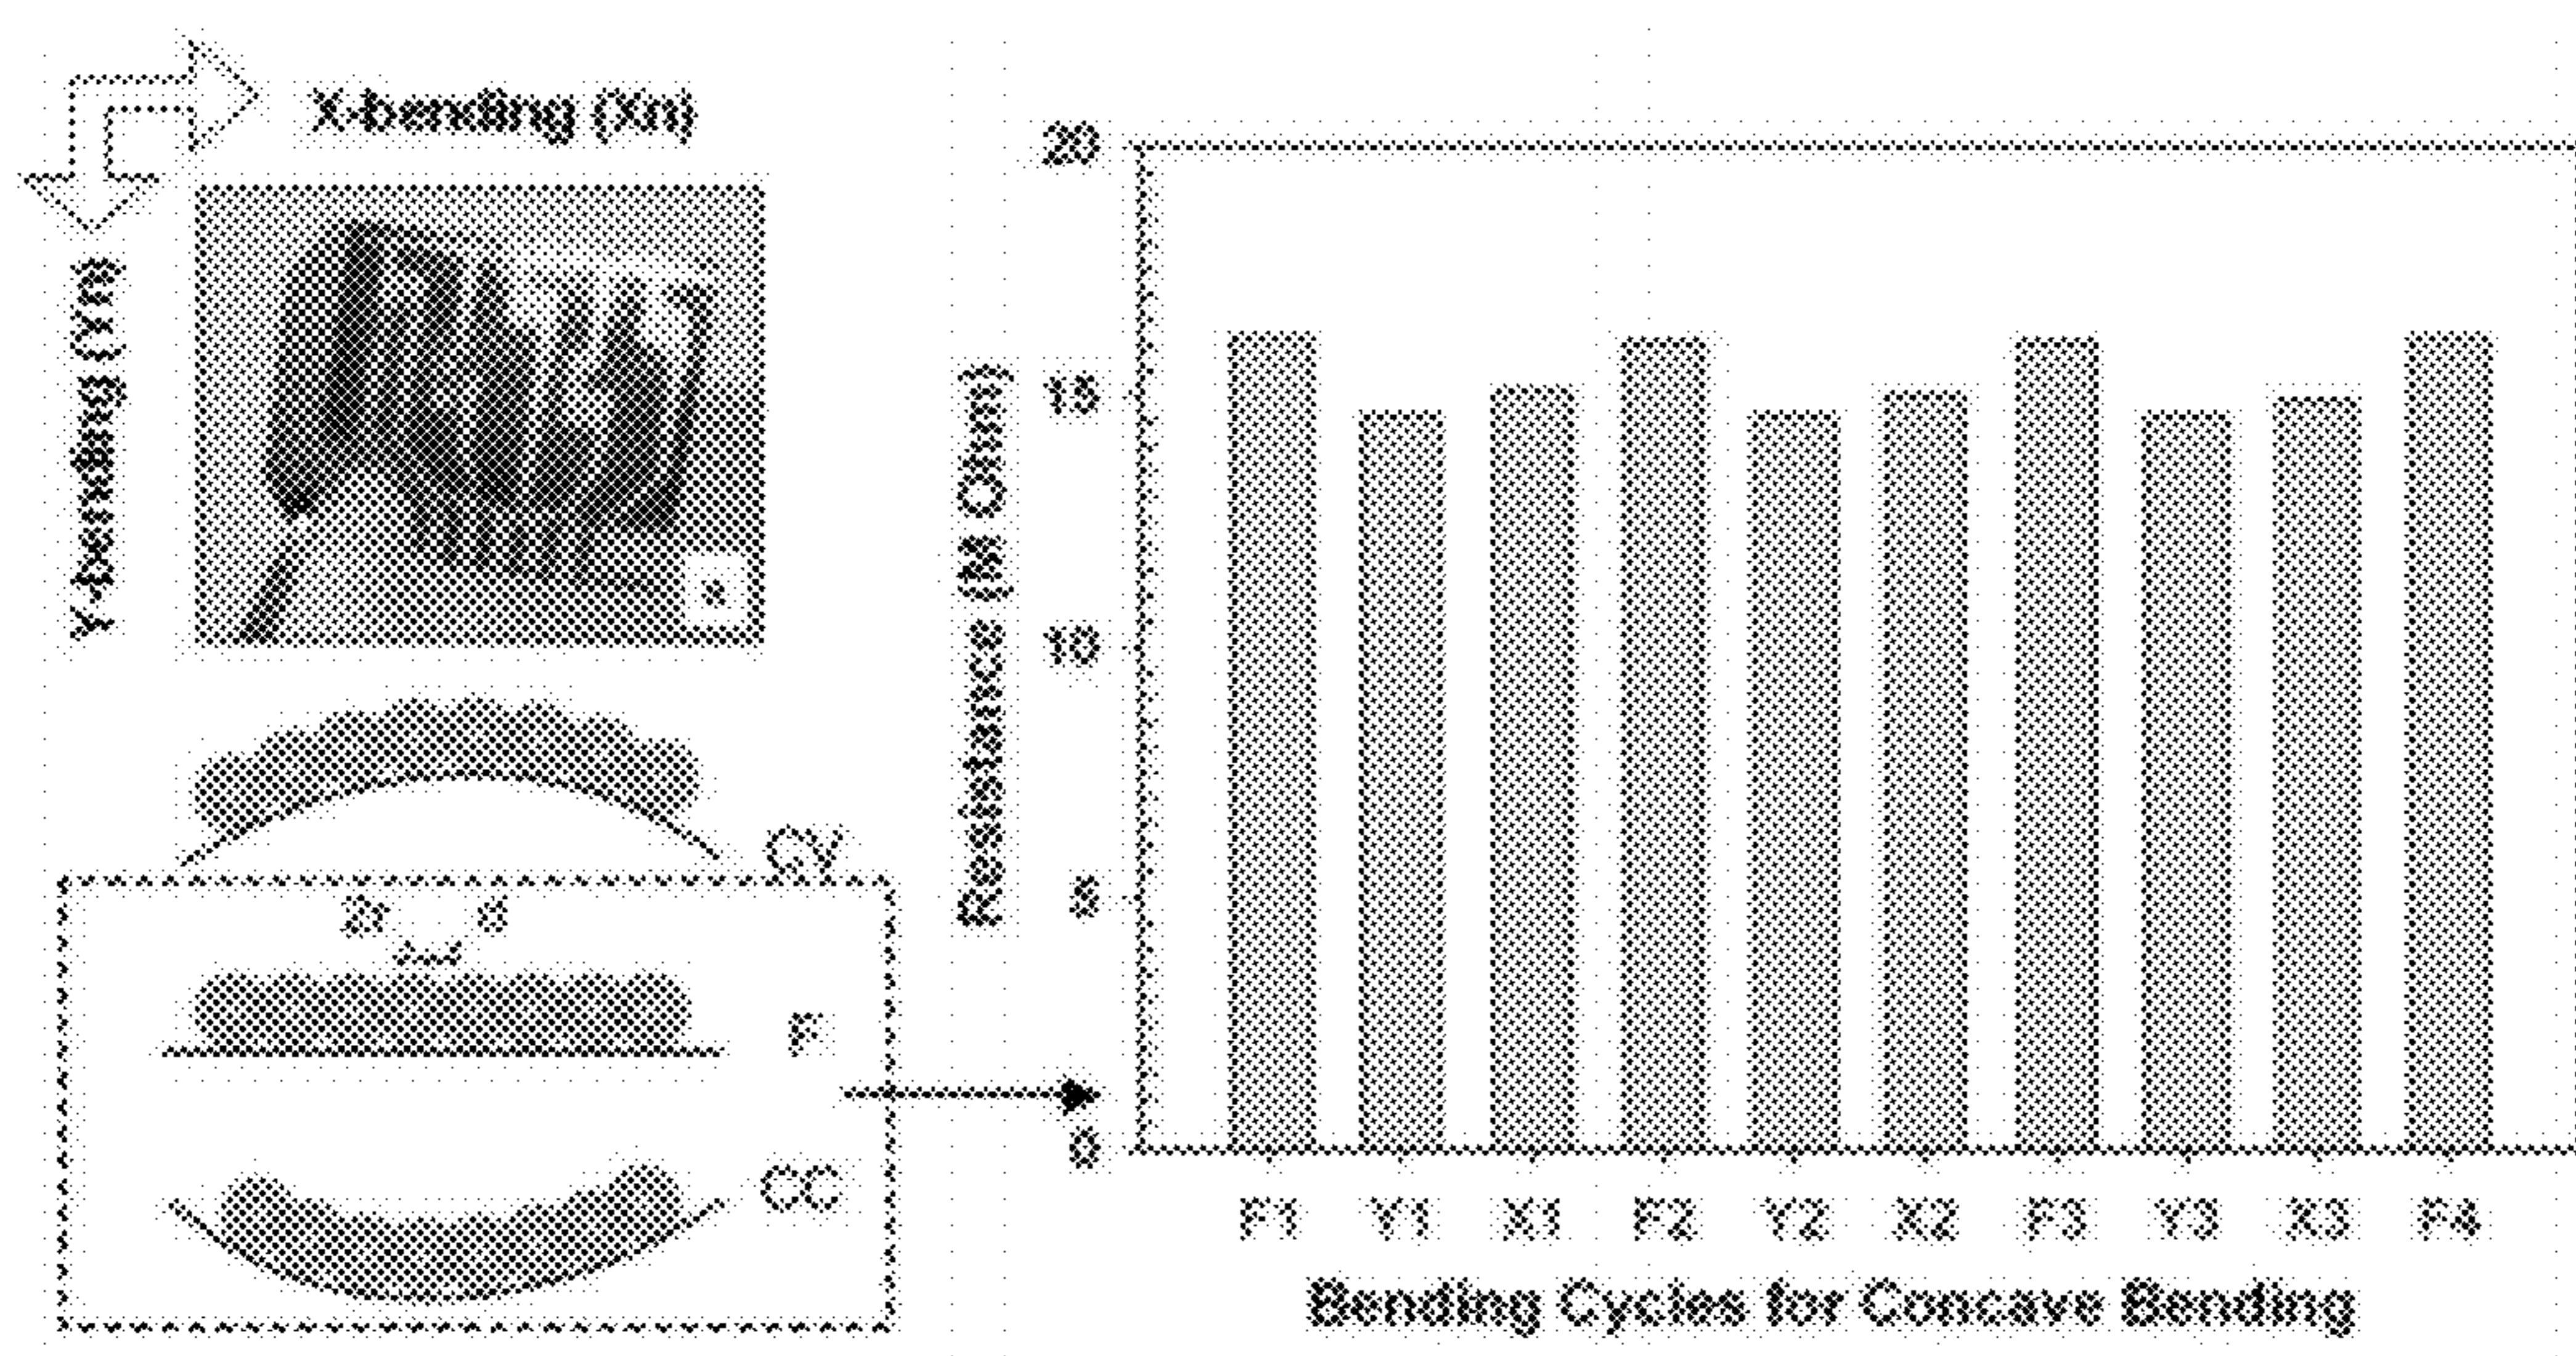 X-bending (Xn)
Y-bending (Yn)
CV
2r
d
F
CC
Resistance (M Ohm)
20
15
10
5
0
F1 Y1 X1 F2 Y2 X2 F3 Y3 X3 F4
Bending Cycles for Concave Bending